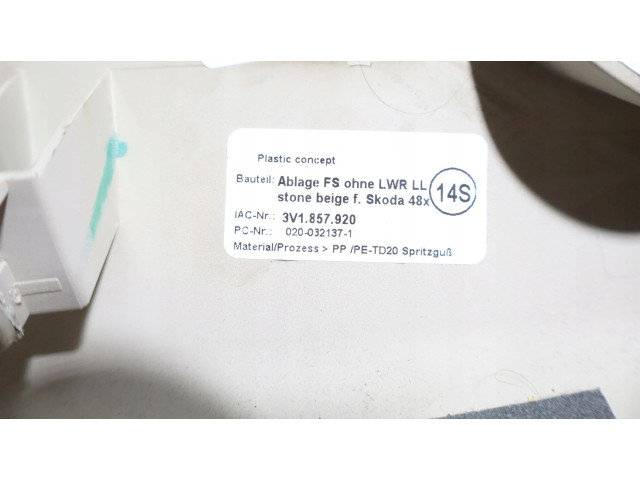 Plastic concept
Bauteil: Ablage FS ohne LWR LL
stone beige f. Skoda 48x
14S
IAC-Nr.: 3V1.857.920
PC-Nr.: 020-032137-1
Material/Prozess > PP /PE-TD20 Spritzguß